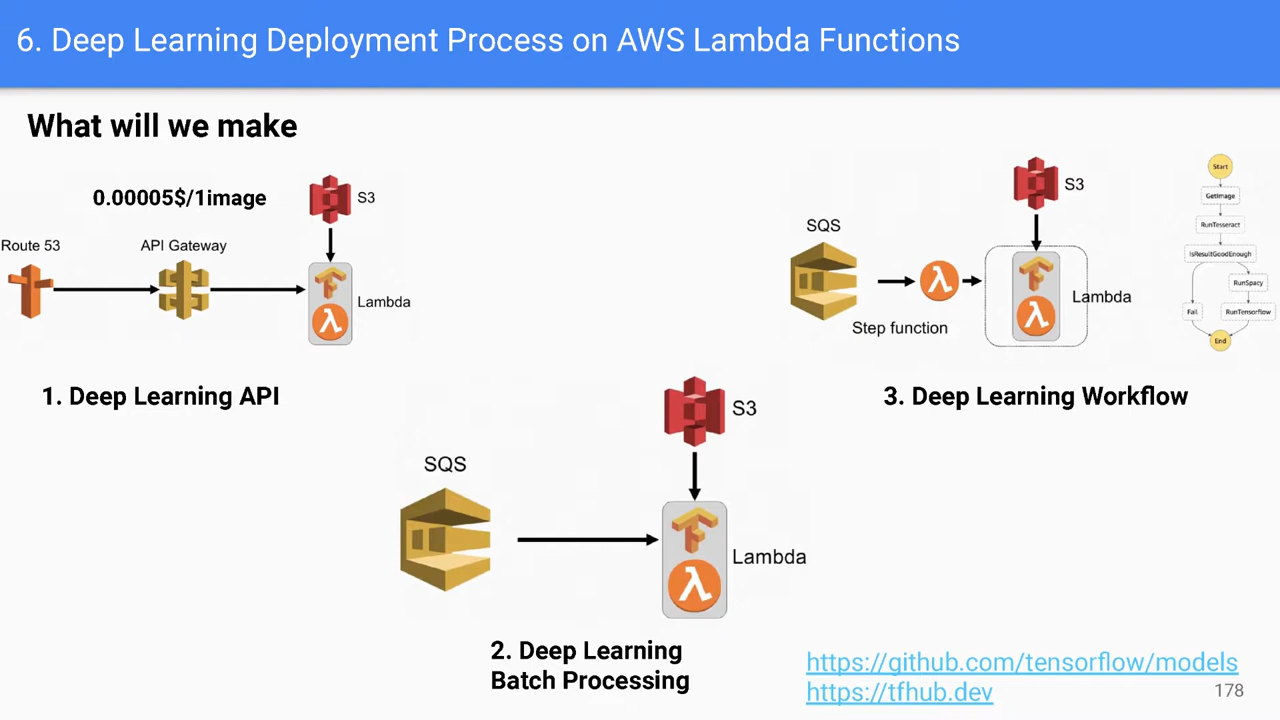 6. Deep Learning Deployment Process on AWS Lambda Functions
What will we make
0.00005$/1image
S3
Route 53
API Gateway
Lambda
1. Deep Learning API
SQS
S3
Lambda
2. Deep Learning
Batch Processing
S3
SQS
Step function
Lambda
Start
GetImage
RunTesseract
IsResultGoodEnough
RunSpacy
Fail
RunTensorflow
End
3. Deep Learning Workflow
https://github.com/tensorflow/models
https://tfhub.dev
178